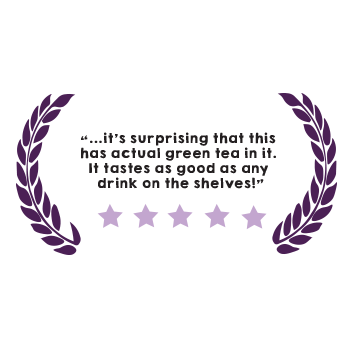 “...it’s surprising that this
has actual green tea in it.
It tastes as good as any
drink on the shelves!”